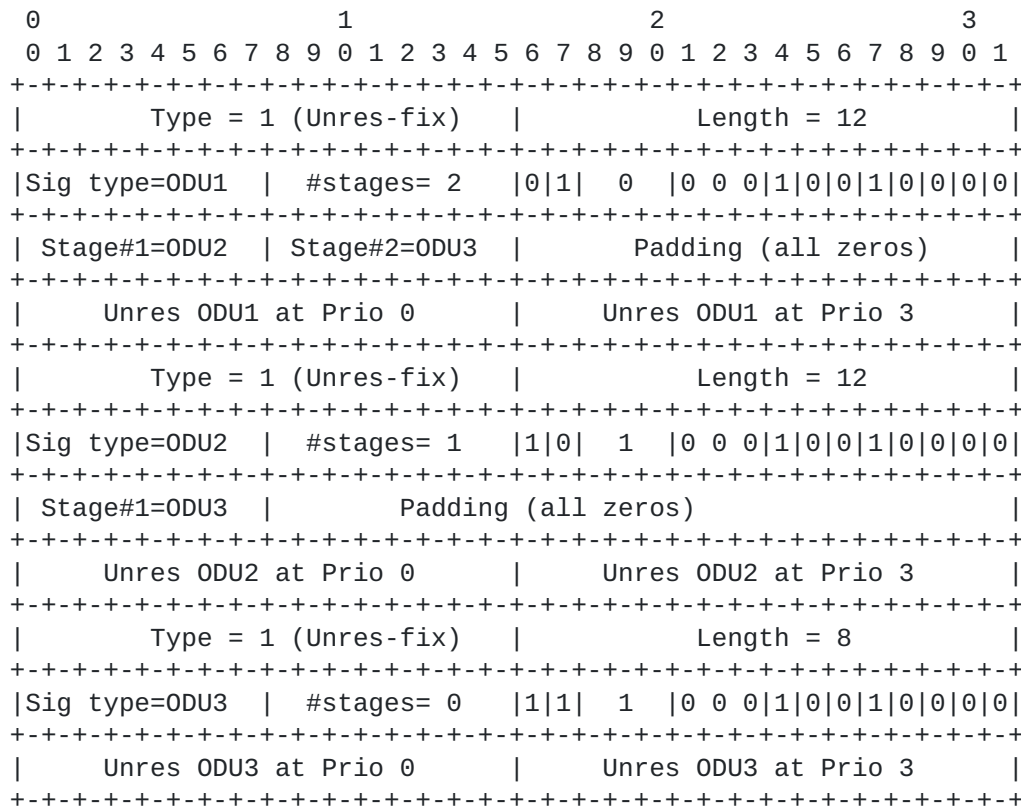 0                   1                   2                   3
 0 1 2 3 4 5 6 7 8 9 0 1 2 3 4 5 6 7 8 9 0 1 2 3 4 5 6 7 8 9 0 1
+-+-+-+-+-+-+-+-+-+-+-+-+-+-+-+-+-+-+-+-+-+-+-+-+-+-+-+-+-+-+-+-+
|        Type = 1 (Unres-fix)   |           Length = 12         |
+-+-+-+-+-+-+-+-+-+-+-+-+-+-+-+-+-+-+-+-+-+-+-+-+-+-+-+-+-+-+-+-+
|Sig type=ODU1  |  #stages= 2   |0|1|  0  |0 0 0|1|0|0|1|0|0|0|0|
+-+-+-+-+-+-+-+-+-+-+-+-+-+-+-+-+-+-+-+-+-+-+-+-+-+-+-+-+-+-+-+-+
| Stage#1=ODU2  | Stage#2=ODU3  |       Padding (all zeros)     |
+-+-+-+-+-+-+-+-+-+-+-+-+-+-+-+-+-+-+-+-+-+-+-+-+-+-+-+-+-+-+-+-+
|     Unres ODU1 at Prio 0      |     Unres ODU1 at Prio 3      |
+-+-+-+-+-+-+-+-+-+-+-+-+-+-+-+-+-+-+-+-+-+-+-+-+-+-+-+-+-+-+-+-+
|        Type = 1 (Unres-fix)   |           Length = 12         |
+-+-+-+-+-+-+-+-+-+-+-+-+-+-+-+-+-+-+-+-+-+-+-+-+-+-+-+-+-+-+-+-+
|Sig type=ODU2  |  #stages= 1   |1|0|  1  |0 0 0|1|0|0|1|0|0|0|0|
+-+-+-+-+-+-+-+-+-+-+-+-+-+-+-+-+-+-+-+-+-+-+-+-+-+-+-+-+-+-+-+-+
| Stage#1=ODU3  |        Padding (all zeros)                    |
+-+-+-+-+-+-+-+-+-+-+-+-+-+-+-+-+-+-+-+-+-+-+-+-+-+-+-+-+-+-+-+-+
|     Unres ODU2 at Prio 0      |     Unres ODU2 at Prio 3      |
+-+-+-+-+-+-+-+-+-+-+-+-+-+-+-+-+-+-+-+-+-+-+-+-+-+-+-+-+-+-+-+-+
|        Type = 1 (Unres-fix)   |           Length = 8          |
+-+-+-+-+-+-+-+-+-+-+-+-+-+-+-+-+-+-+-+-+-+-+-+-+-+-+-+-+-+-+-+-+
|Sig type=ODU3  |  #stages= 0   |1|1|  1  |0 0 0|1|0|0|1|0|0|0|0|
+-+-+-+-+-+-+-+-+-+-+-+-+-+-+-+-+-+-+-+-+-+-+-+-+-+-+-+-+-+-+-+-+
|     Unres ODU3 at Prio 0      |     Unres ODU3 at Prio 3      |
+-+-+-+-+-+-+-+-+-+-+-+-+-+-+-+-+-+-+-+-+-+-+-+-+-+-+-+-+-+-+-+-+